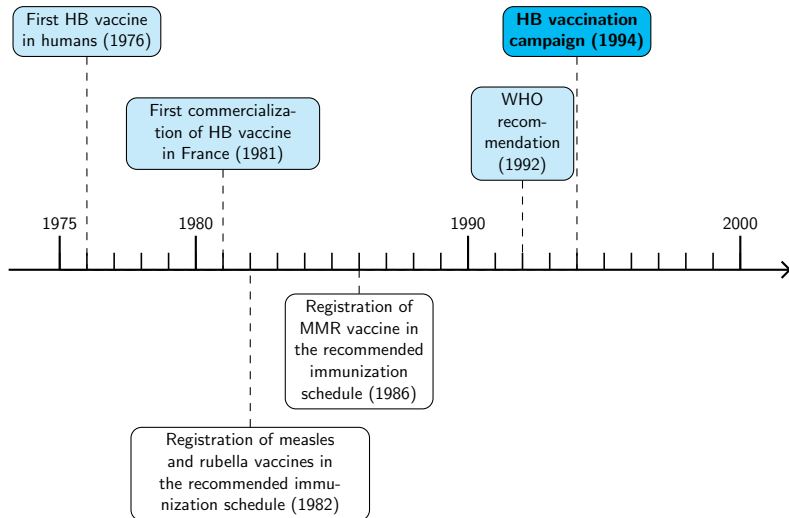 First HB vaccine
in humans (1976)
HB vaccination
campaign (1994)
First commercializa-
tion of HB vaccine
in France (1981)
WHO
recom-
mendation
(1992)
1975
1980
1990
2000
Registration of
MMR vaccine in
the recommended
immunization
schedule (1986)
Registration of measles
and rubella vaccines in
the recommended immu-
nization schedule (1982)